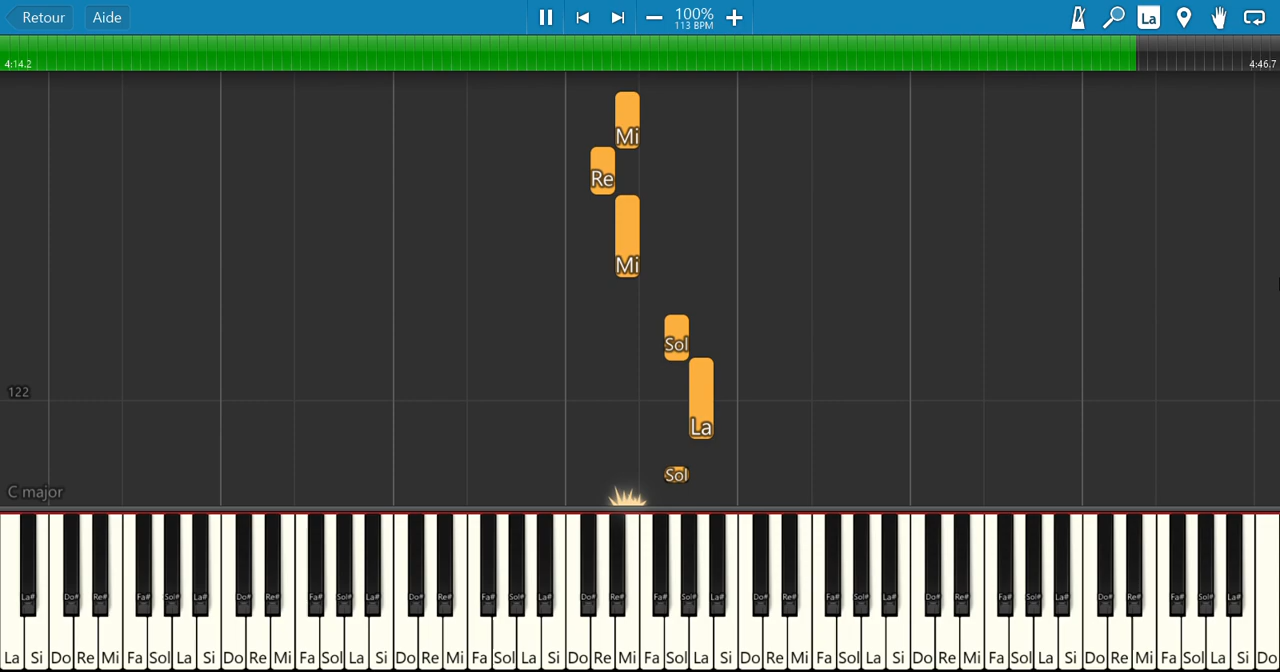 Retour Aide 100% La
113 BPM
4:14.2 4:46.7
Mi
Re
Mi
Sol
122
La
Sol
C major
La# Do# Re# Fa# Sol# La# Do# Re# Fa# Sol# La# Do# Re# Fa# Sol# La# Do# Re# Fa# Sol# La# Do# Re# Fa# Sol# La# Do# Re# Fa# Sol# La# Do# Re# Fa# Sol# La#
La Si Do Re Mi Fa Sol La Si Do Re Mi Fa Sol La Si Do Re Mi Fa Sol La Si Do Re Mi Fa Sol La Si Do Re Mi Fa Sol La Si Do Re Mi Fa Sol La Si Do Re Mi Fa Sol La Si Do